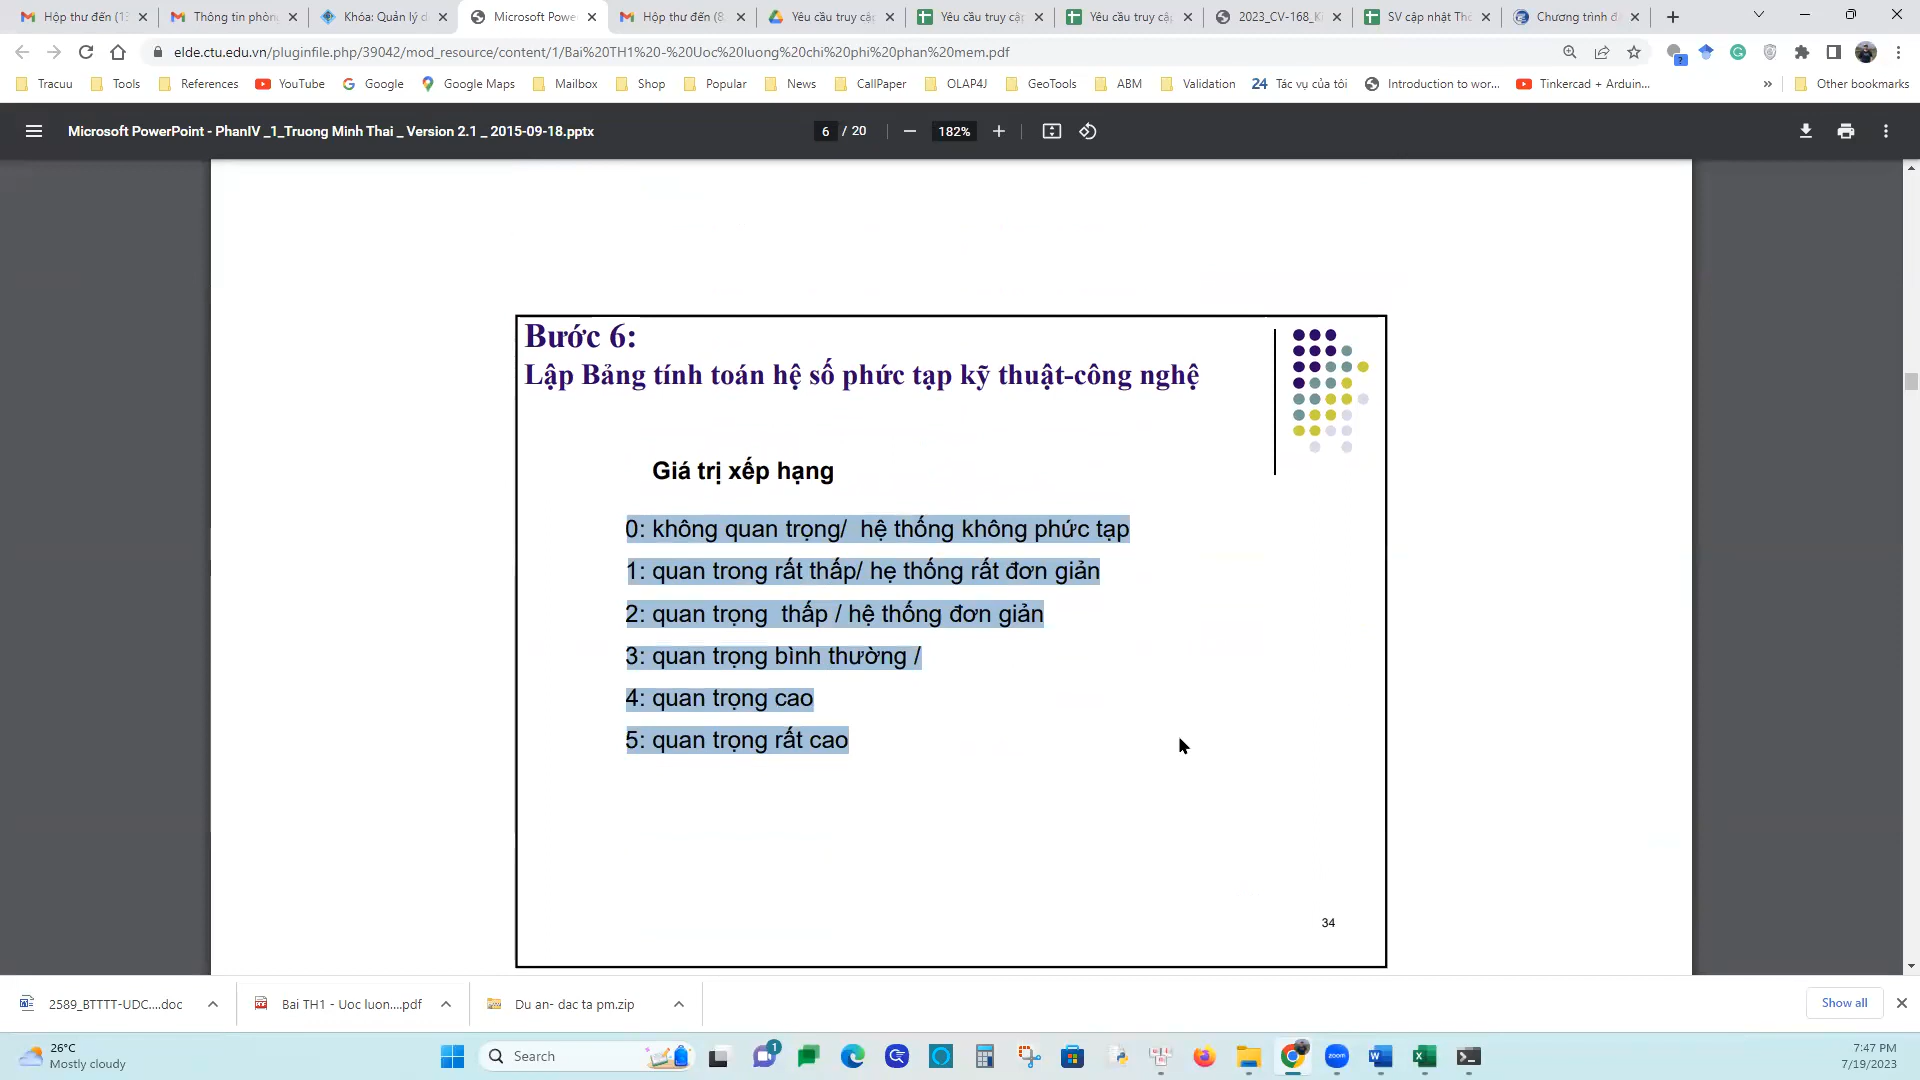 Hộp thư đến (1
Thông tin phòn
Khóa: Quản lý d
Microsoft Powe
Hộp thư đến (8
Yêu cầu truy cập
Yêu cầu truy cập
Yêu cầu truy cập
2023_CV-168_K
SV cập nhật Th
Chương trình đ
elde.ctu.edu.vn/pluginfile.php/39042/mod_resource/content/1/Bai%20TH1%20-%20Uoc%20luong%20chi%20phi%20phan%20mem.pdf
Tracuu
Tools
References
YouTube
Google
Google Maps
Mailbox
Shop
Popular
News
CallPaper
OLAP4J
GeoTools
ABM
Validation
24 Tác vụ của tôi
Introduction to wor...
Tinkercad + Arduin...
»
Other bookmarks
Microsoft PowerPoint - PhanIV _1_Truong Minh Thai _ Version 2.1 _ 2015-09-18.pptx
6 / 20
182%
Bước 6:
Lập Bảng tính toán hệ số phức tạp kỹ thuật-công nghệ
Giá trị xếp hạng
0: không quan trọng/ hệ thống không phức tạp
1: quan trong rất thấp/ hẹ thống rất đơn giản
2: quan trọng thấp / hệ thống đơn giản
3: quan trọng bình thường /
4: quan trọng cao
5: quan trọng rất cao
34
2589_BTTTT-UDC....doc
Bai TH1 - Uoc luon....pdf
Du an- dac ta pm.zip
Show all
26°C
Mostly cloudy
Search
1
zoom
7:47 PM
7/19/2023